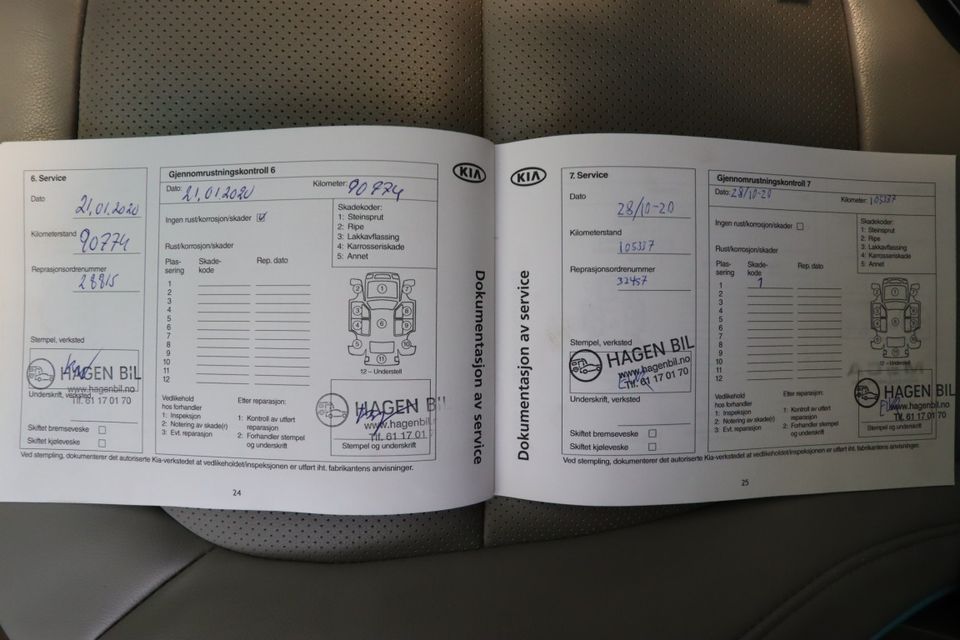 6. Service
Dato
21.01.2020
Kilometerstand
90774
Reprasjonsordrenummer
28815
Stempel, verksted
HAGEN BIL
www.hagenbil.no
Tlf. 61 17 01 70
Underskrift, verksted
Skiftet bremseveske
Skiftet kjøleveske
Gjennomrustningskontroll 6
Dato: 21.01.2020 Kilometer: 90774
Ingen rust/korrosjon/skader
Rust/korrosjon/skader
Plas-sering Skade-kode Rep. dato
1
2
3
4
5
6
7
8
9
10
11
12
Skadekoder:
1: Steinsprut
2: Ripe
3: Lakkavflassing
4: Karrosseriskade
5: Annet
12 – Understell
Vedlikehold
hos forhandler
1: Inspeksjon
2: Notering av skade(r)
3: Evt. reparasjon
Etter reparasjon:
1: Kontroll av utført
reparasjon
2: Forhandler stempel
og underskrift
HAGEN BIL
www.hagenbil.no
Tlf. 61 17 01 7
Stempel og underskrift
Ved stempling, dokumenterer det autoriserte Kia-verkstedet at vedlikeholdet/inspeksjonen er utført iht. fabrikantens anvisninger.
24
KIA
Dokumentasjon av service
KIA
Dokumentasjon av service
7. Service
Dato
28/10-20
Kilometerstand
105337
Reprasjonsordrenummer
32457
Stempel, verksted
HAGEN BIL
www.hagenbil.no
Tlf. 61 17 01 70
Underskrift, verksted
Skiftet bremseveske
Skiftet kjøleveske
Gjennomrustningskontroll 7
Dato: 28/10-20 Kilometer: 105337
Ingen rust/korrosjon/skader
Rust/korrosjon/skader
Plas-sering Skade-kode Rep. dato
1 1
2
3
4
5
6
7
8
9
10
11
12
Skadekoder:
1: Steinsprut
2: Ripe
3: Lakkavflassing
4: Karrosseriskade
5: Annet
12 – Understell
Vedlikehold
hos forhandler
1: Inspeksjon
2: Notering av skade(r)
3: Evt. reparasjon
Etter reparasjon:
1: Kontroll av utført
reparasjon
2: Forhandler stempel
og underskrift
HAGEN BIL
www.hagenbil.no
Tlf. 61 17 01 70
Stempel og underskrift
Ved stempling, dokumenterer det autoriserte Kia-verkstedet at vedlikeholdet/inspeksjonen er utført iht. fabrikantens anvisninger.
25